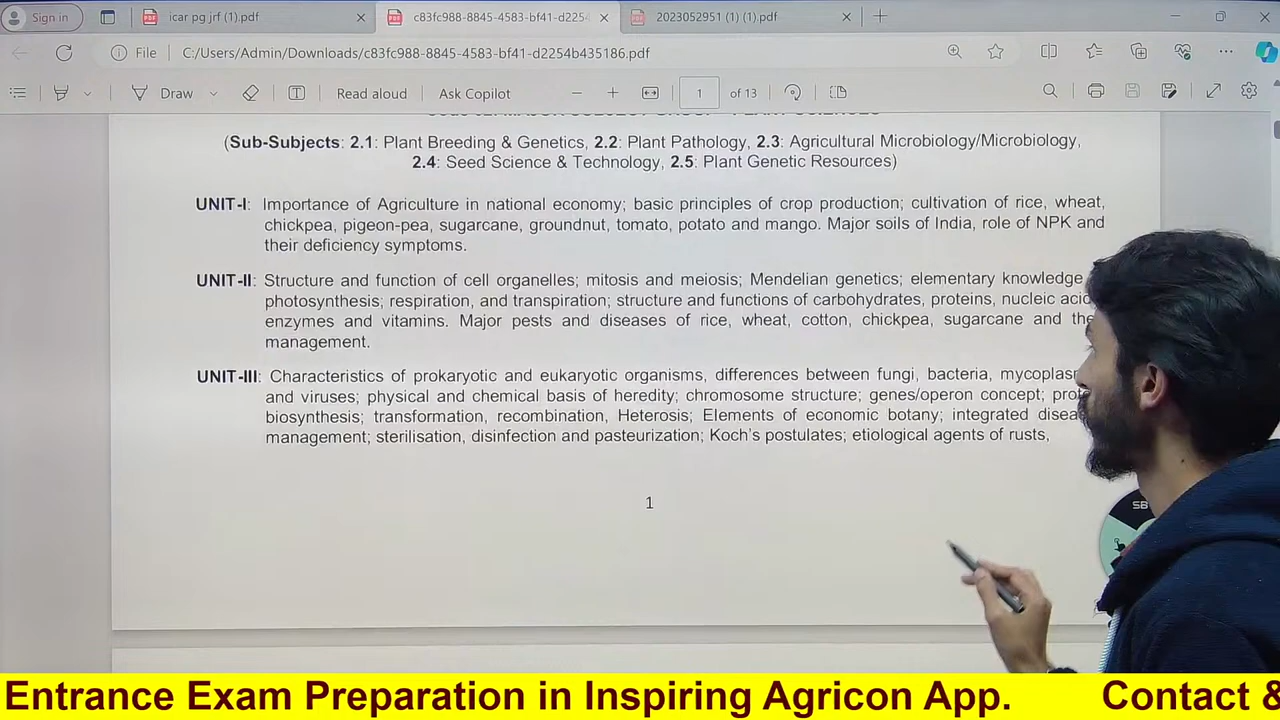 Sign in
icar pg jrf (1).pdf
c83fc988-8845-4583-bf41-d225
2023052951 (1) (1).pdf
File
C:/Users/Admin/Downloads/c83fc988-8845-4583-bf41-d2254b435186.pdf
Draw
Read aloud
Ask Copilot
1 of 13
(Sub-Subjects: 2.1: Plant Breeding & Genetics, 2.2: Plant Pathology, 2.3: Agricultural Microbiology/Microbiology,
2.4: Seed Science & Technology, 2.5: Plant Genetic Resources)
UNIT-I: Importance of Agriculture in national economy; basic principles of crop production; cultivation of rice, wheat,
chickpea, pigeon-pea, sugarcane, groundnut, tomato, potato and mango. Major soils of India, role of NPK and
their deficiency symptoms.
UNIT-II: Structure and function of cell organelles; mitosis and meiosis; Mendelian genetics; elementary knowledge
photosynthesis; respiration, and transpiration; structure and functions of carbohydrates, proteins, nucleic acid
enzymes and vitamins. Major pests and diseases of rice, wheat, cotton, chickpea, sugarcane and the
management.
UNIT-III: Characteristics of prokaryotic and eukaryotic organisms, differences between fungi, bacteria, mycoplasm
and viruses; physical and chemical basis of heredity; chromosome structure; genes/operon concept; prot
biosynthesis; transformation, recombination, Heterosis; Elements of economic botany; integrated disea
management; sterilisation, disinfection and pasteurization; Koch's postulates; etiological agents of rusts,
1
SB
Entrance Exam Preparation in Inspiring Agricon App. Contact &